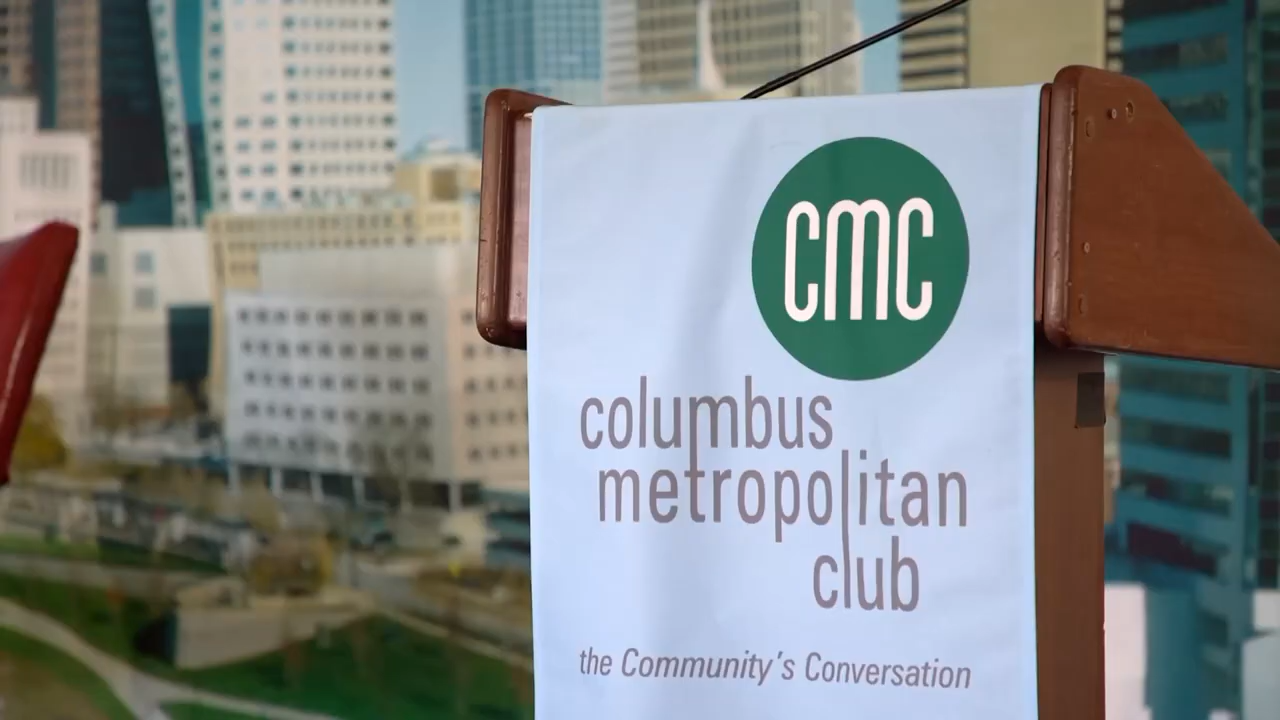 cmc
columbus
metropolitan
club
the Community's Conversation